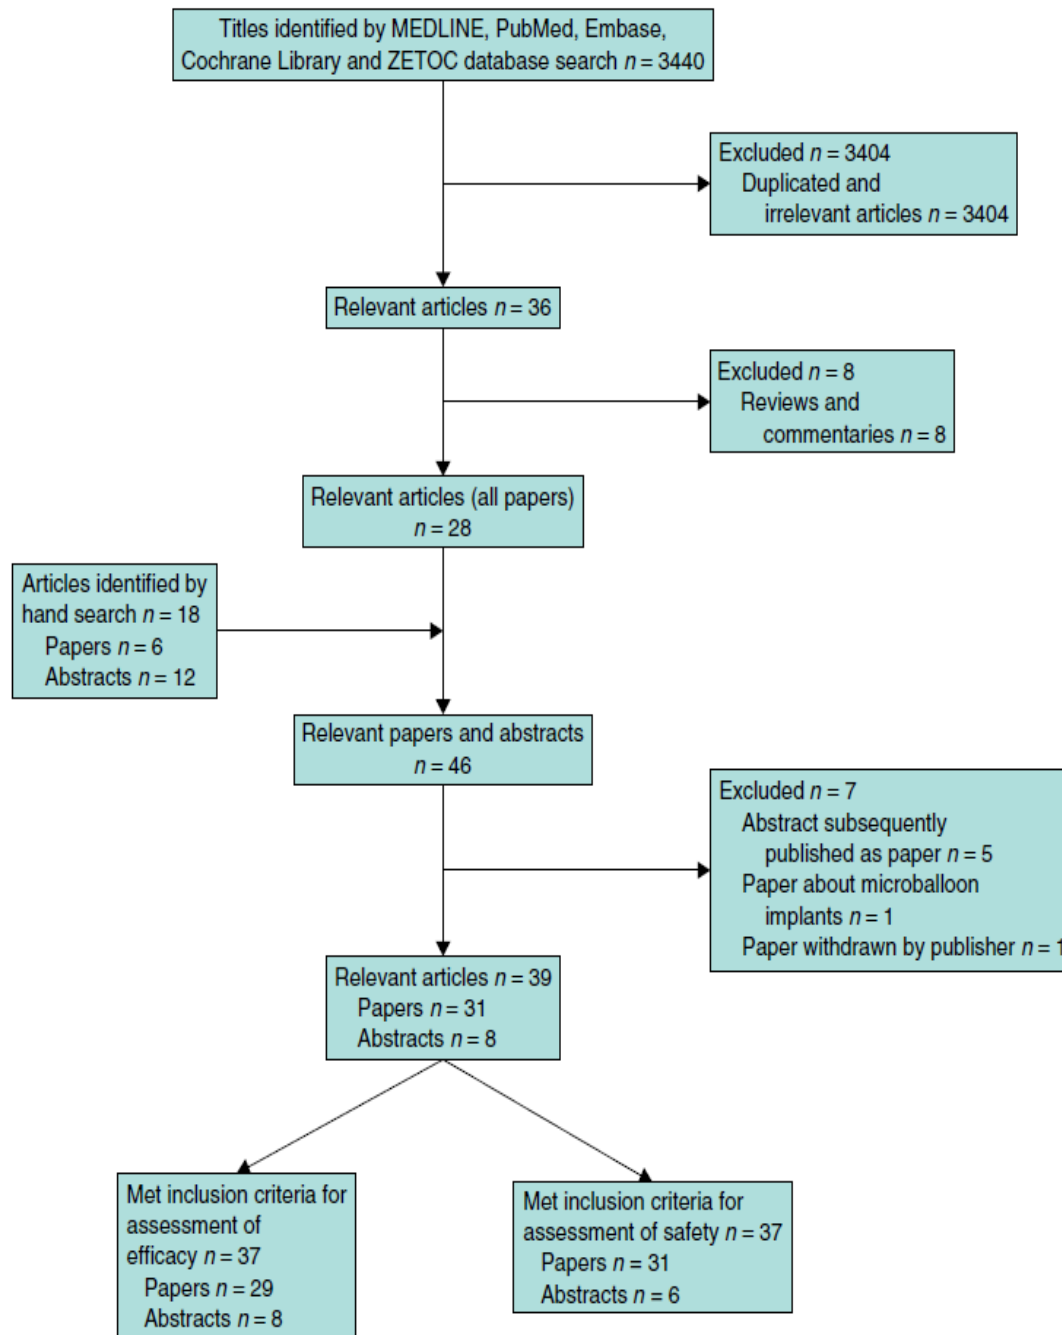 Titles identified by MEDLINE, PubMed, Embase,
Cochrane Library and ZETOC database search n = 3440
Excluded n = 3404
Duplicated and
irrelevant articles n = 3404
Relevant articles n = 36
Excluded n = 8
Reviews and
commentaries n = 8
Relevant articles (all papers)
n = 28
Articles identified by
hand search n = 18
Papers n = 6
Abstracts n = 12
Relevant papers and abstracts
n = 46
Excluded n = 7
Abstract subsequently
published as paper n = 5
Paper about microballoon
implants n = 1
Paper withdrawn by publisher n = 1
Relevant articles n = 39
Papers n = 31
Abstracts n = 8
Met inclusion criteria for
assessment of
efficacy n = 37
Papers n = 29
Abstracts n = 8
Met inclusion criteria for
assessment of safety n = 37
Papers n = 31
Abstracts n = 6